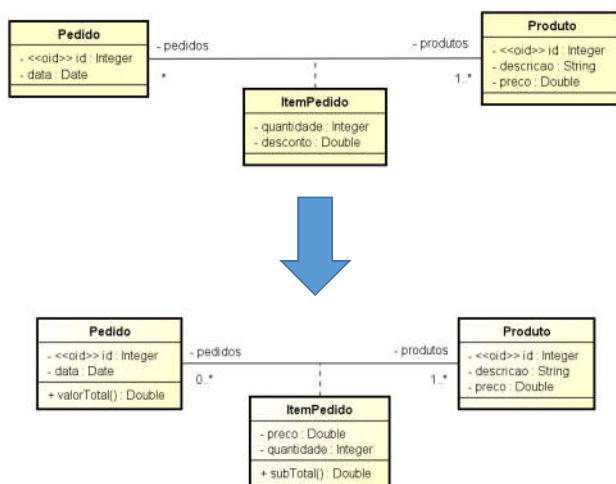 Pedido
- <<oid>> id : Integer
- data : Date
- pedidos
*
- produtos
1..*
Produto
- <<oid>> id : Integer
- descricao : String
- preco : Double
ItemPedido
- quantidade : Integer
- desconto : Double
Pedido
- <<oid>> id : Integer
- data : Date
+ valorTotal() : Double
- pedidos
0..*
- produtos
1..*
Produto
- <<oid>> id : Integer
- descricao : String
- preco : Double
ItemPedido
- preco : Double
- quantidade : Integer
+ subTotal() : Double